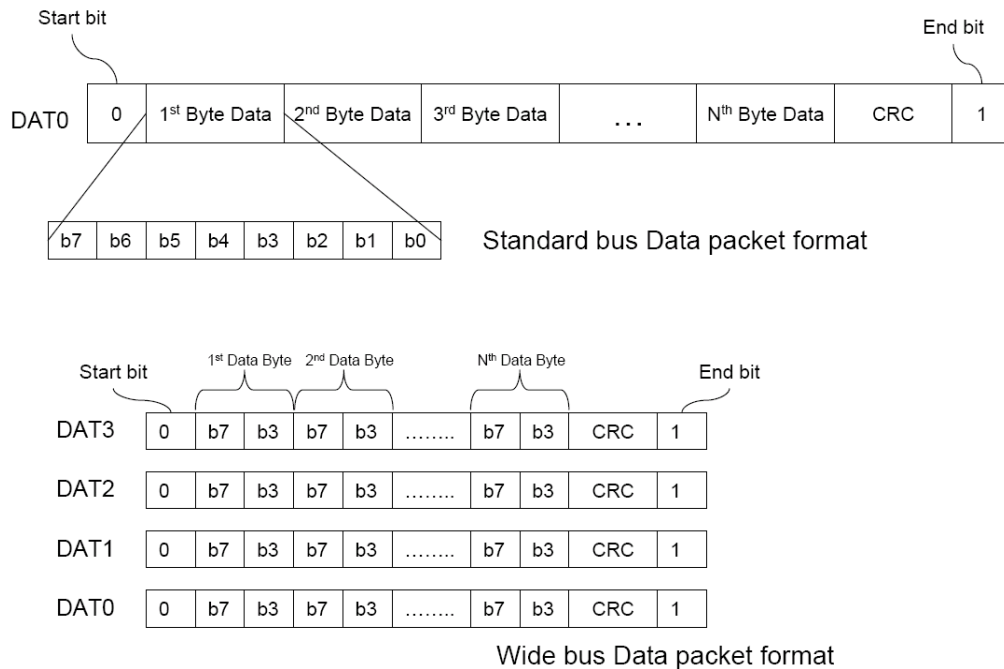 Start bit
End bit
DAT0 0 1st Byte Data 2nd Byte Data 3rd Byte Data ... Nth Byte Data CRC 1
b7 b6 b5 b4 b3 b2 b1 b0
Standard bus Data packet format
1st Data Byte 2nd Data Byte Nth Data Byte
Start bit
End bit
DAT3 0 b7 b3 b7 b3 ........ b7 b3 CRC 1
DAT2 0 b7 b3 b7 b3 ........ b7 b3 CRC 1
DAT1 0 b7 b3 b7 b3 ........ b7 b3 CRC 1
DAT0 0 b7 b3 b7 b3 ........ b7 b3 CRC 1
Wide bus Data packet format